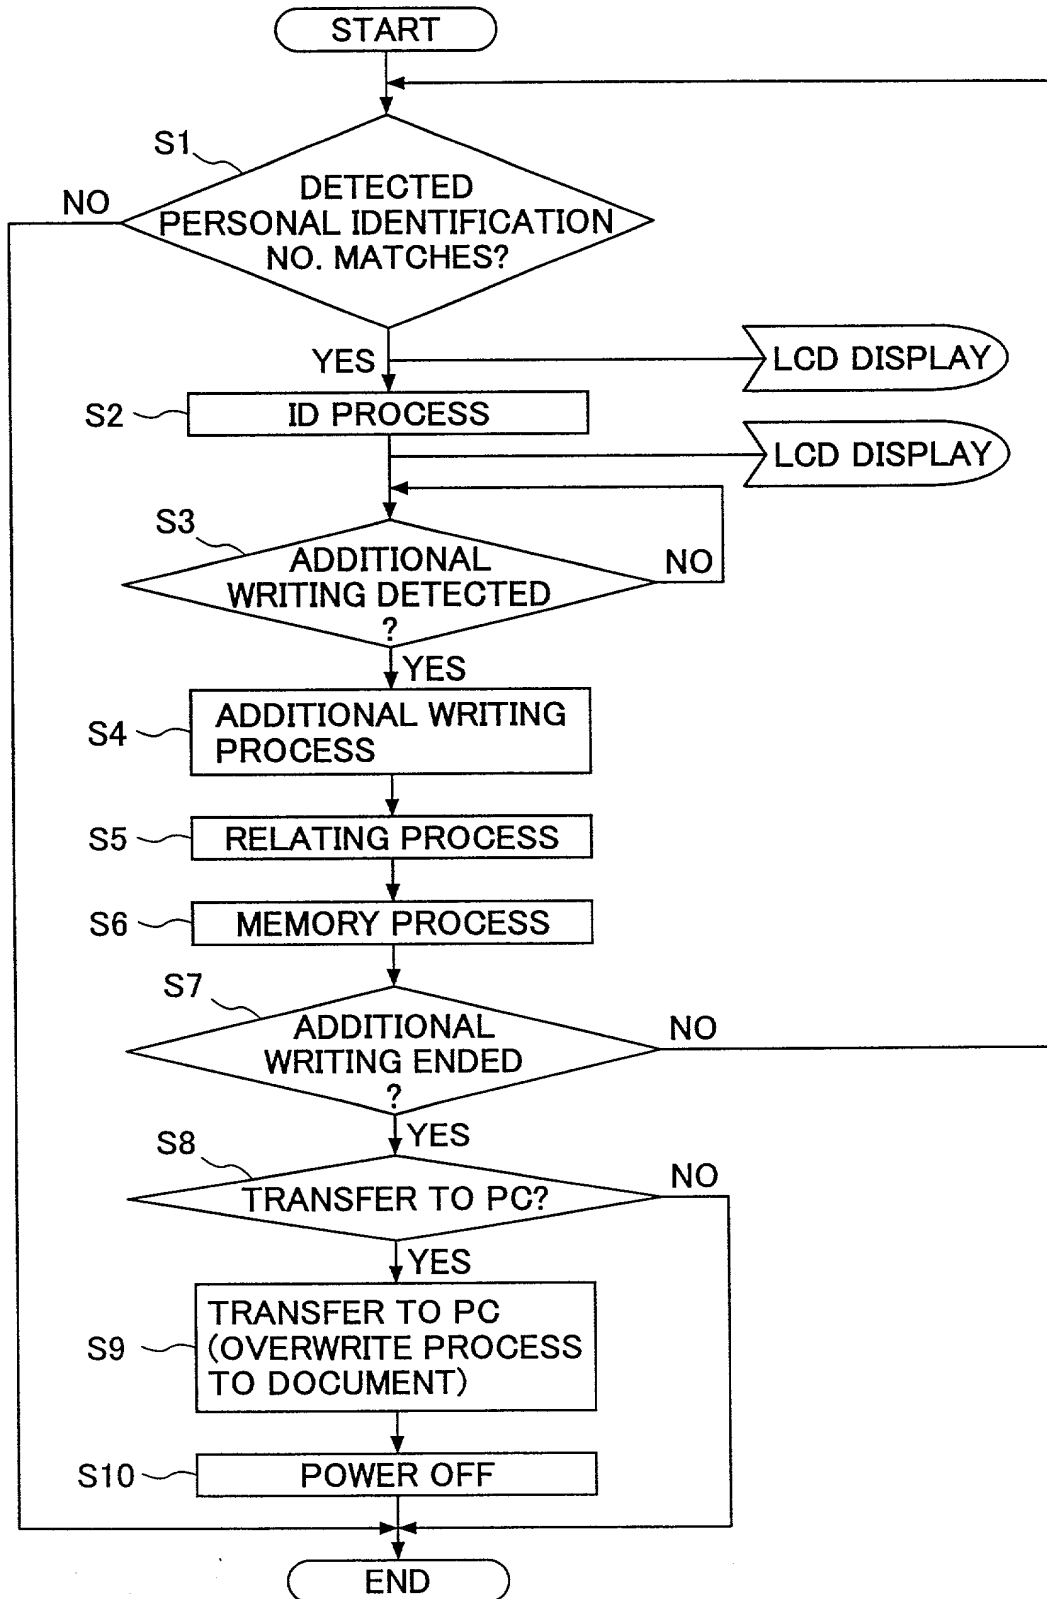 START
S1
NO
DETECTED
PERSONAL IDENTIFICATION
NO. MATCHES?
YES
LCD DISPLAY
S2
ID PROCESS
LCD DISPLAY
S3
ADDITIONAL
WRITING DETECTED
?
NO
YES
S4
ADDITIONAL WRITING
PROCESS
S5
RELATING PROCESS
S6
MEMORY PROCESS
S7
ADDITIONAL
WRITING ENDED
?
NO
YES
S8
TRANSFER TO PC?
NO
YES
S9
TRANSFER TO PC
(OVERWRITE PROCESS
TO DOCUMENT)
S10
POWER OFF
END